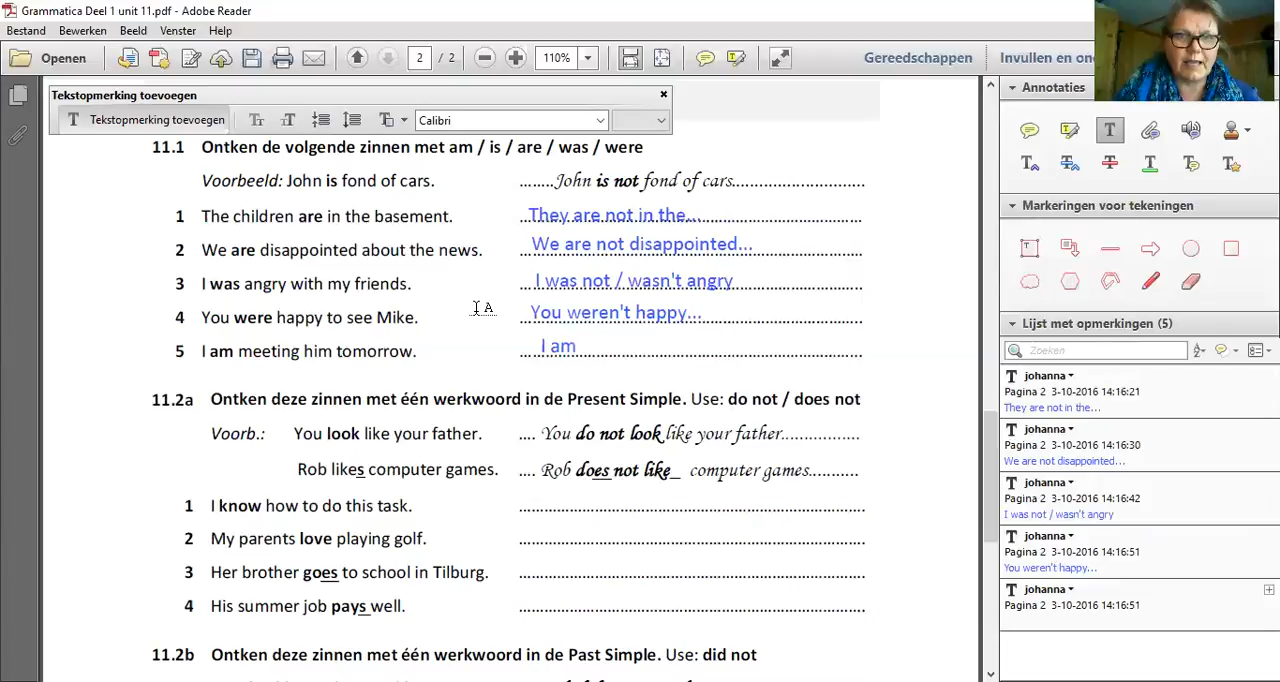 Grammatica Deel 1 unit 11.pdf - Adobe Reader
Bestand Bewerken Beeld Venster Help
Openen 2 / 2 110% Gereedschappen Invullen en on
Tekstopmerking toevoegen
Tekstopmerking toevoegen Calibri
11.1 Ontken de volgende zinnen met am / is / are / was / were
Voorbeeld: John is fond of cars. ........John is not fond of cars.............................
1 The children are in the basement. They are not in the...
2 We are disappointed about the news. We are not disappointed...
3 I was angry with my friends. I was not / wasn't angry
4 You were happy to see Mike. You weren't happy...
5 I am meeting him tomorrow. I am
11.2a Ontken deze zinnen met één werkwoord in de Present Simple. Use: do not / does not
Voorb.: You look like your father. .... You do not look like your father.................
Rob likes computer games. .... Rob does not like_ computer games...........
1 I know how to do this task.
2 My parents love playing golf.
3 Her brother goes to school in Tilburg.
4 His summer job pays well.
11.2b Ontken deze zinnen met één werkwoord in de Past Simple. Use: did not
Annotaties
Markeringen voor tekeningen
Lijst met opmerkingen (5)
Zoeken
johanna
Pagina 2 3-10-2016 14:16:21
They are not in the...
johanna
Pagina 2 3-10-2016 14:16:30
We are not disappointed...
johanna
Pagina 2 3-10-2016 14:16:42
I was not / wasn't angry
johanna
Pagina 2 3-10-2016 14:16:51
You weren't happy...
johanna
Pagina 2 3-10-2016 14:16:51